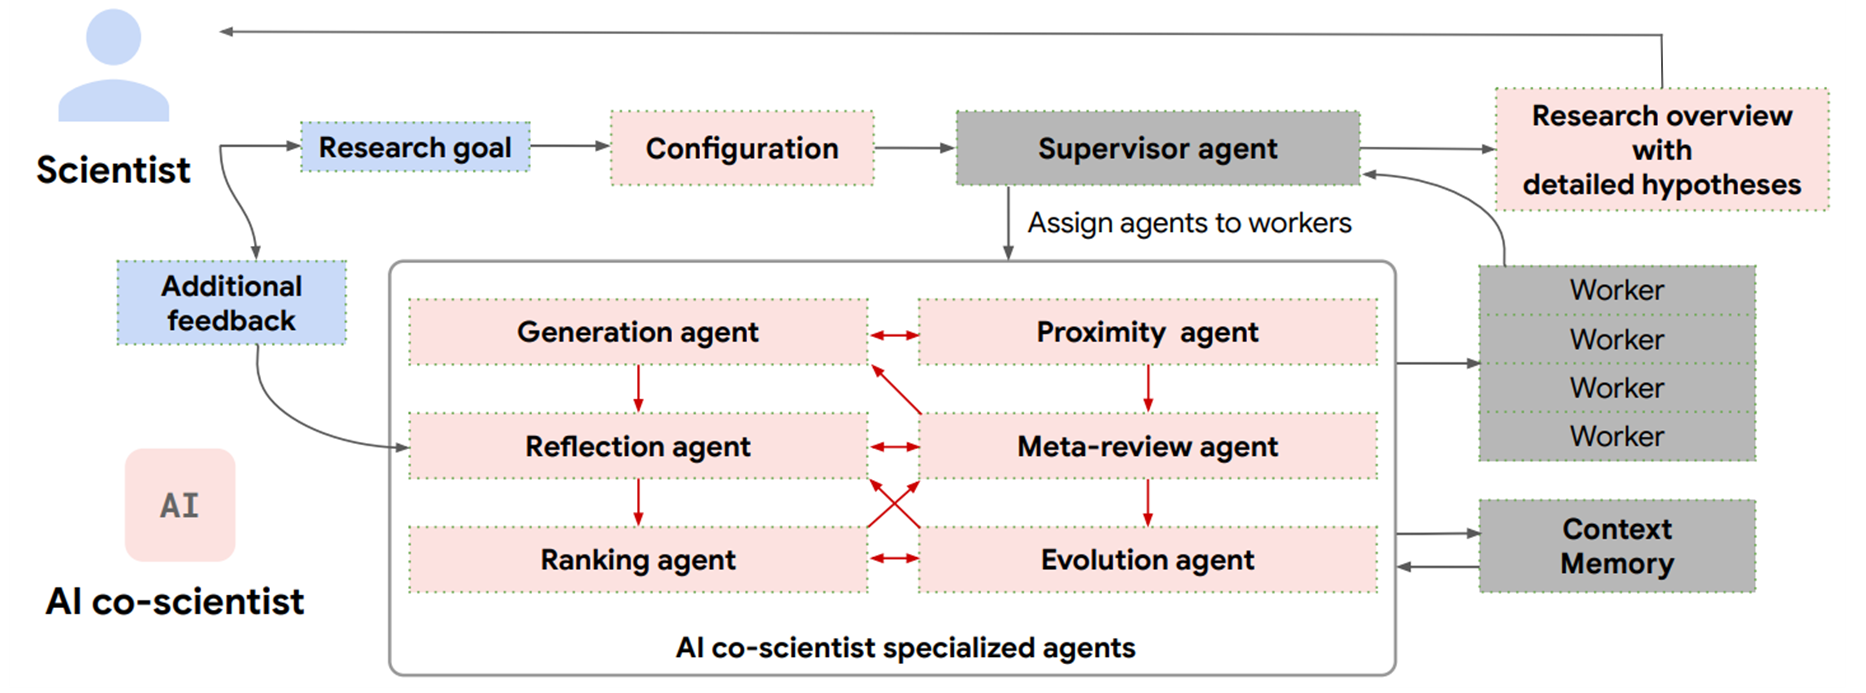 Scientist
Research goal
Configuration
Supervisor agent
Research overview
with
detailed hypotheses
Assign agents to workers
Additional
feedback
Generation agent
Proximity agent
Reflection agent
Meta-review agent
Ranking agent
Evolution agent
AI co-scientist specialized agents
Worker
Worker
Worker
Worker
Context
Memory
AI
AI co-scientist